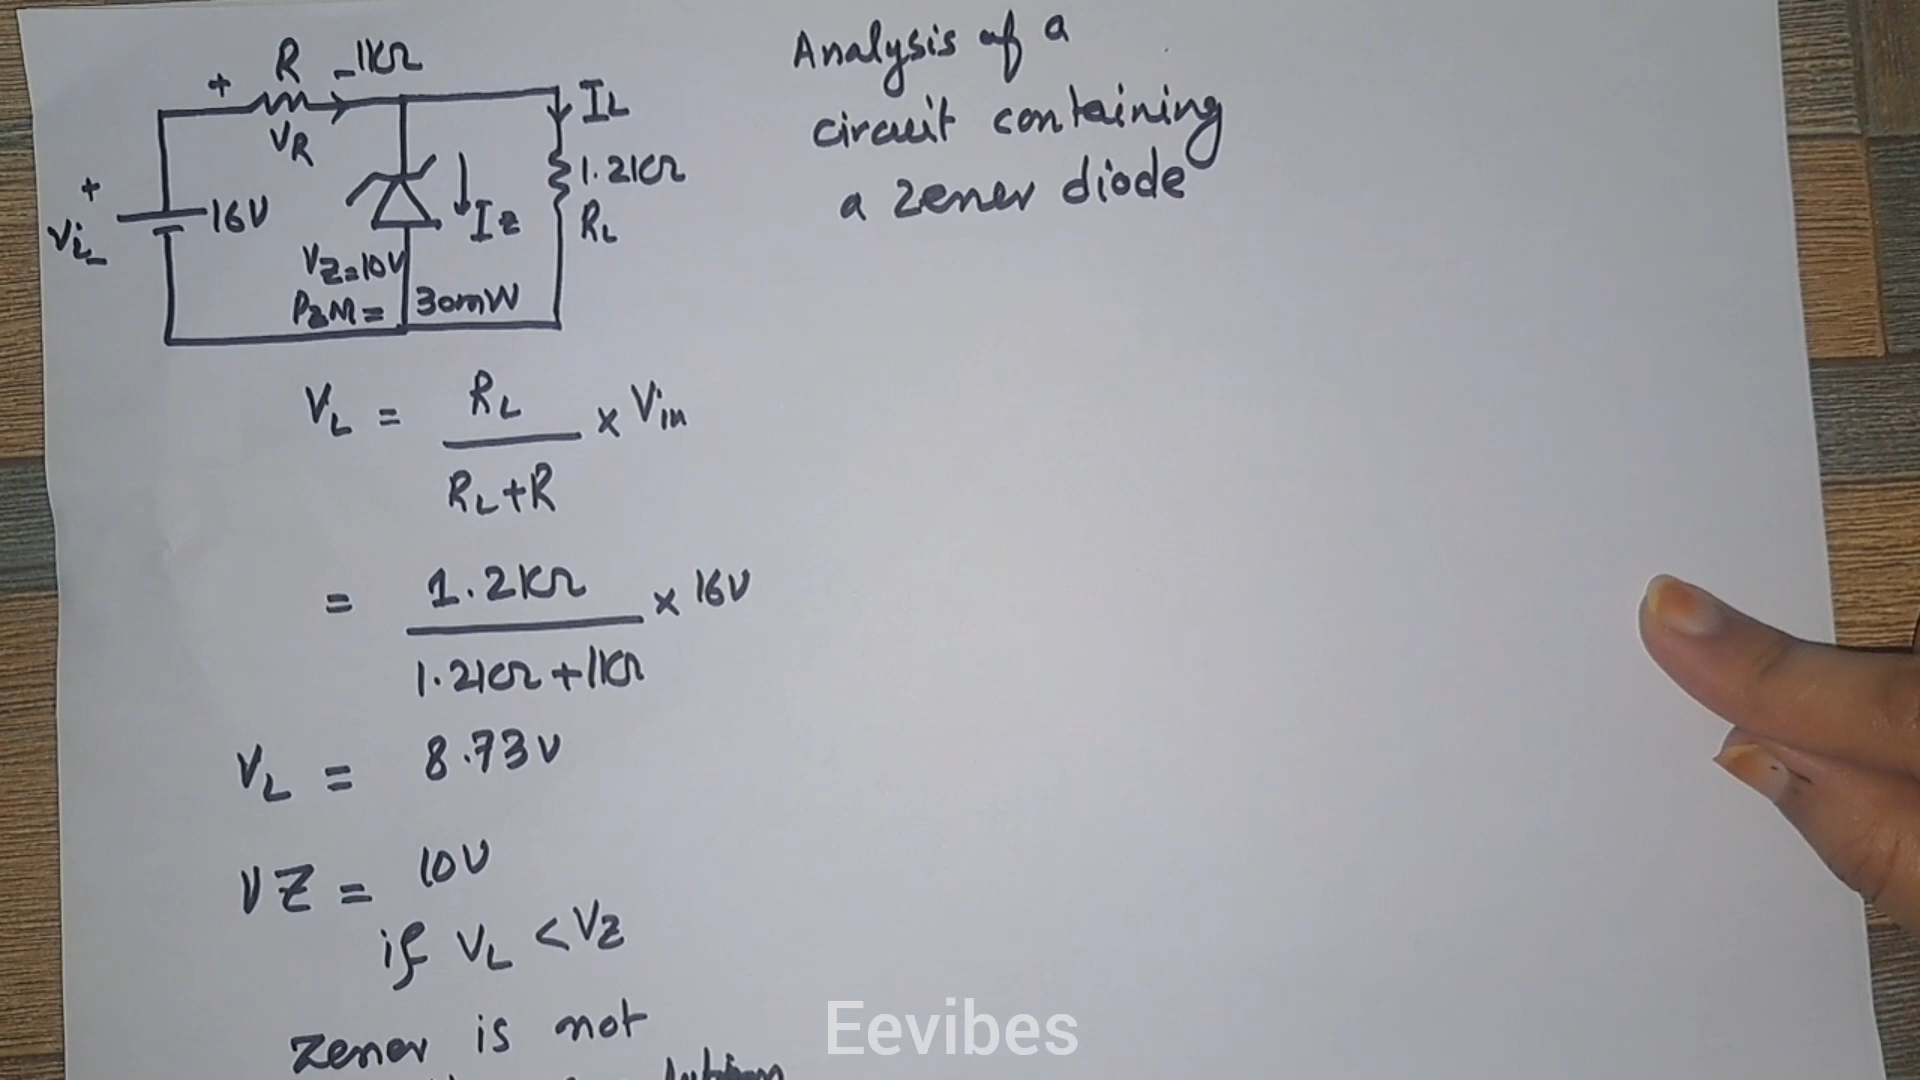 + R - 1KΩ
VR
IL
+
Vi
-
16V
Iz
1.2KΩ
RL
Vz=10V
PzM = 30mW
Analysis of a
circuit containing
a zener diode
VL = RL / RL+R x Vin
= 1.2KΩ / 1.2KΩ+1KΩ x 16V
VL = 8.73V
VZ = 10V
if VL < Vz
zener is not
Eevibes